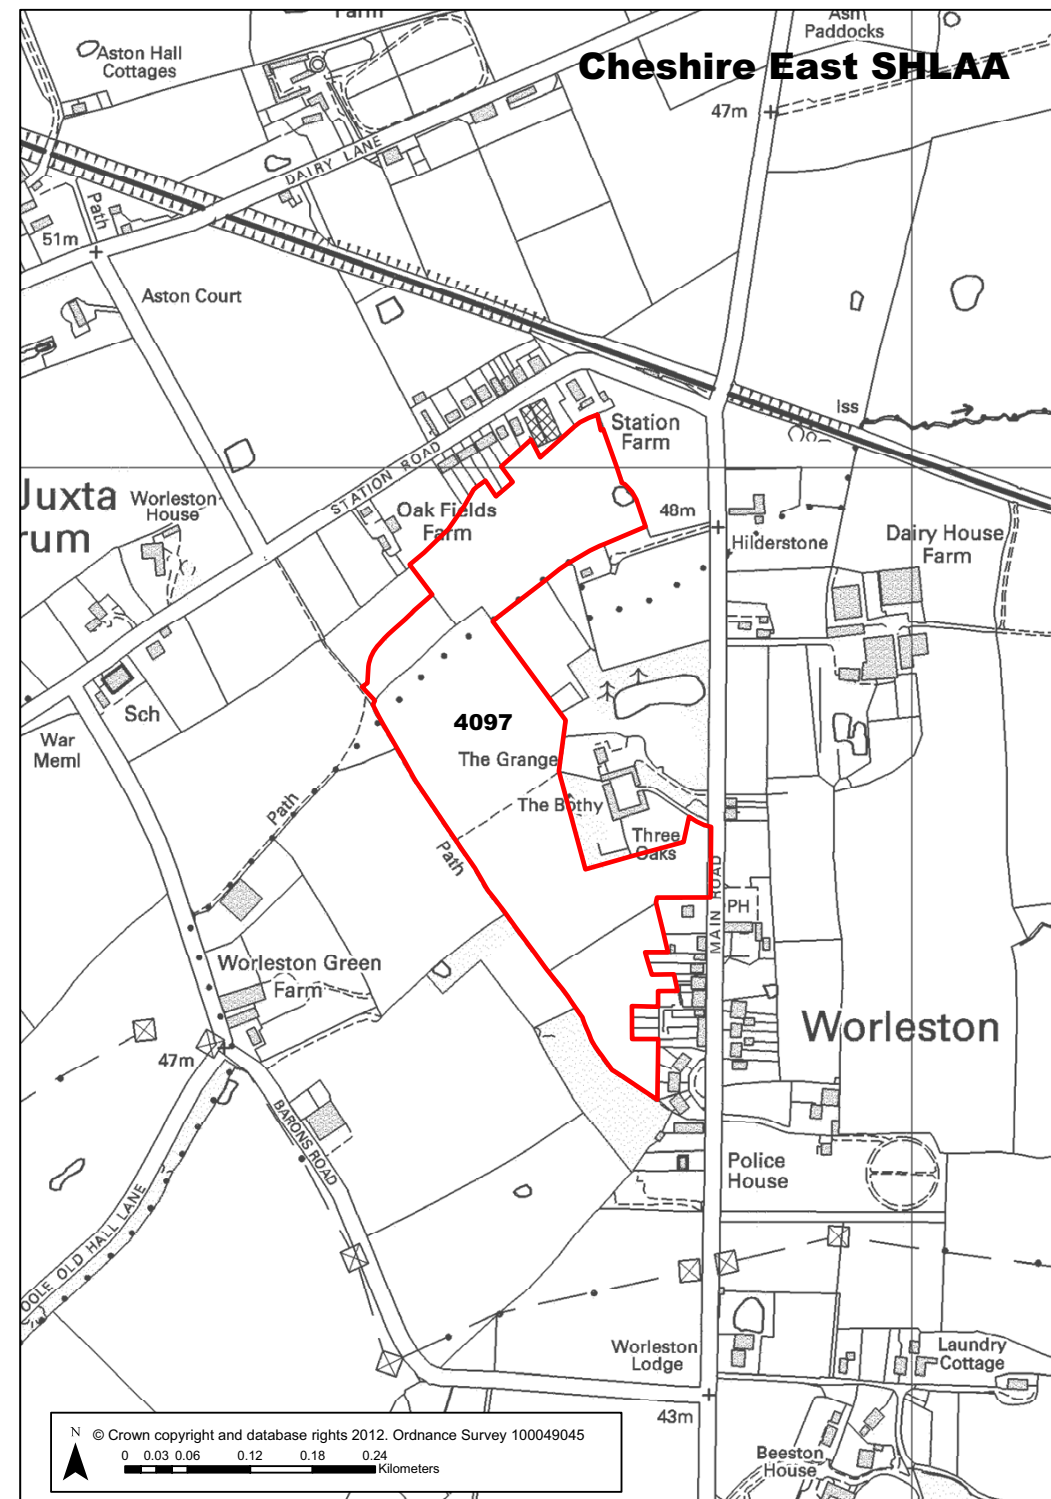 Farm
Ash
Paddocks
Aston Hall
Cottages
Cheshire East SHLAA
47m
DAIRY LANE
Path
51m
Aston Court
Iss
Station
Farm
STATION ROAD
Juxta
rum
Worleston
House
Oak Fields
Farm
48m
Hilderstone
Dairy House
Farm
Sch
War
Meml
4097
The Grange
The Bothy
Path
Path
Three
Oaks
MAIN ROAD
PH
Worleston Green
Farm
Worleston
47m
BARONS ROAD
Police
House
OOLE OLD HALL LANE
Worleston
Lodge
Laundry
Cottage
43m
Beeston
House
N
© Crown copyright and database rights 2012. Ordnance Survey 100049045
0 0.03 0.06 0.12 0.18 0.24
Kilometers